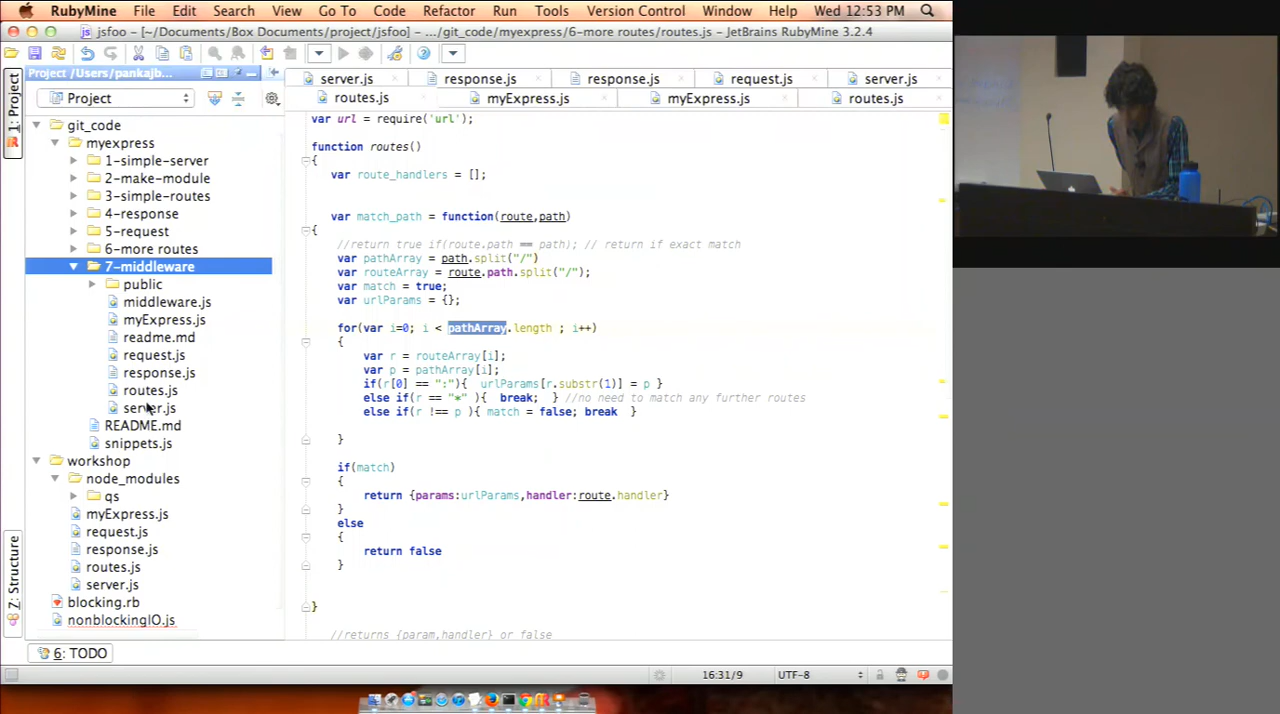 RubyMine File Edit Search View Go To Code Refactor Run Tools Version Control Window Help Wed 12:53 PM
jsfoo - [~/Documents/Box Documents/project/jsfoo] - .../git_code/myexpress/6-more routes/routes.js - JetBrains RubyMine 3.2.4
Project /Users/pankajb...
server.js response.js response.js request.js server.js
Project
routes.js myExpress.js myExpress.js routes.js
1: Project
7: Structure
git_code
myexpress
1-simple-server
2-make-module
3-simple-routes
4-response
5-request
6-more routes
7-middleware
public
middleware.js
myExpress.js
readme.md
request.js
response.js
routes.js
server.js
README.md
snippets.js
workshop
node_modules
qs
myExpress.js
request.js
response.js
routes.js
server.js
blocking.rb
nonblockingIO.js
var url = require('url');
function routes()
{
var route_handlers = [];
var match_path = function(route,path)
{
//return true if(route.path == path); // return if exact match
var pathArray = path.split("/")
var routeArray = route.path.split("/");
var match = true;
var urlParams = {};
for(var i=0; i < pathArray.length ; i++)
{
var r = routeArray[i];
var p = pathArray[i];
if(r[0] == ":"){ urlParams[r.substr(1)] = p }
else if(r == "*" ){ break; } //no need to match any further routes
else if(r !== p ){ match = false; break }
}
if(match)
{
return {params:urlParams,handler:route.handler}
}
else
{
return false
}
}
//returns {param,handler} or false
6: TODO
16:31/9 UTF-8